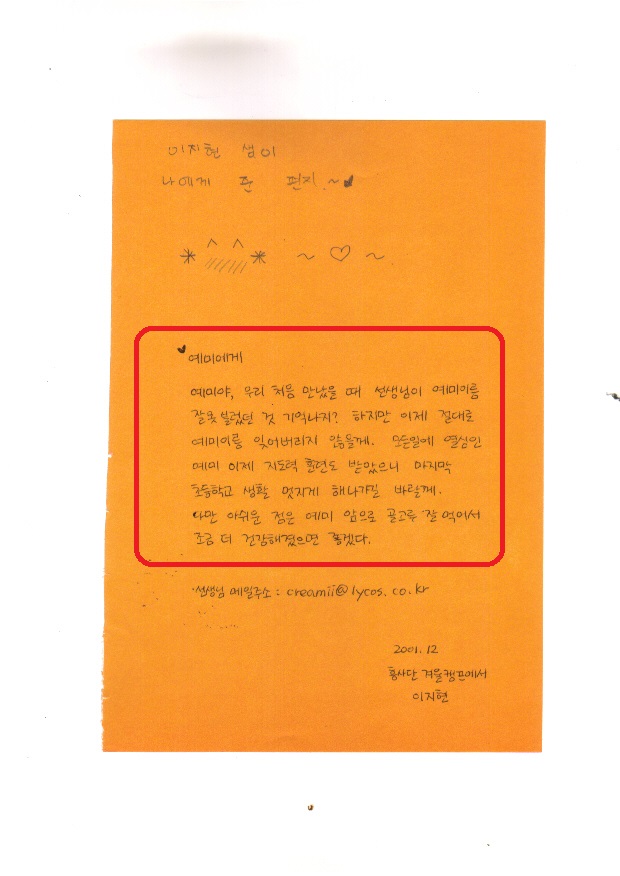 이지현 샘이
나에게 준 편지.~♥
*^^* ~ ♡ ~.
♥예미에게
예미야, 우리 처음 만났을 때 선생님이 예미이름
잘못 불렀던 것 기억나지? 하지만 이제 절대로
예미이름 잊어버리지 않을게. 모든일에 열심인
예미 이제 지도력 훈련도 받았으니 마지막
초등학교 생활 멋지게 해나가길 바랄께.
다만 아쉬운 점은 예미 앞으로 골고루 잘 먹어서
조금 더 건강해졌으면 좋겠다.
선생님 메일주소 : creamii@lycos.co.kr
2001.12
흥사단 겨울캠프에서
이지현